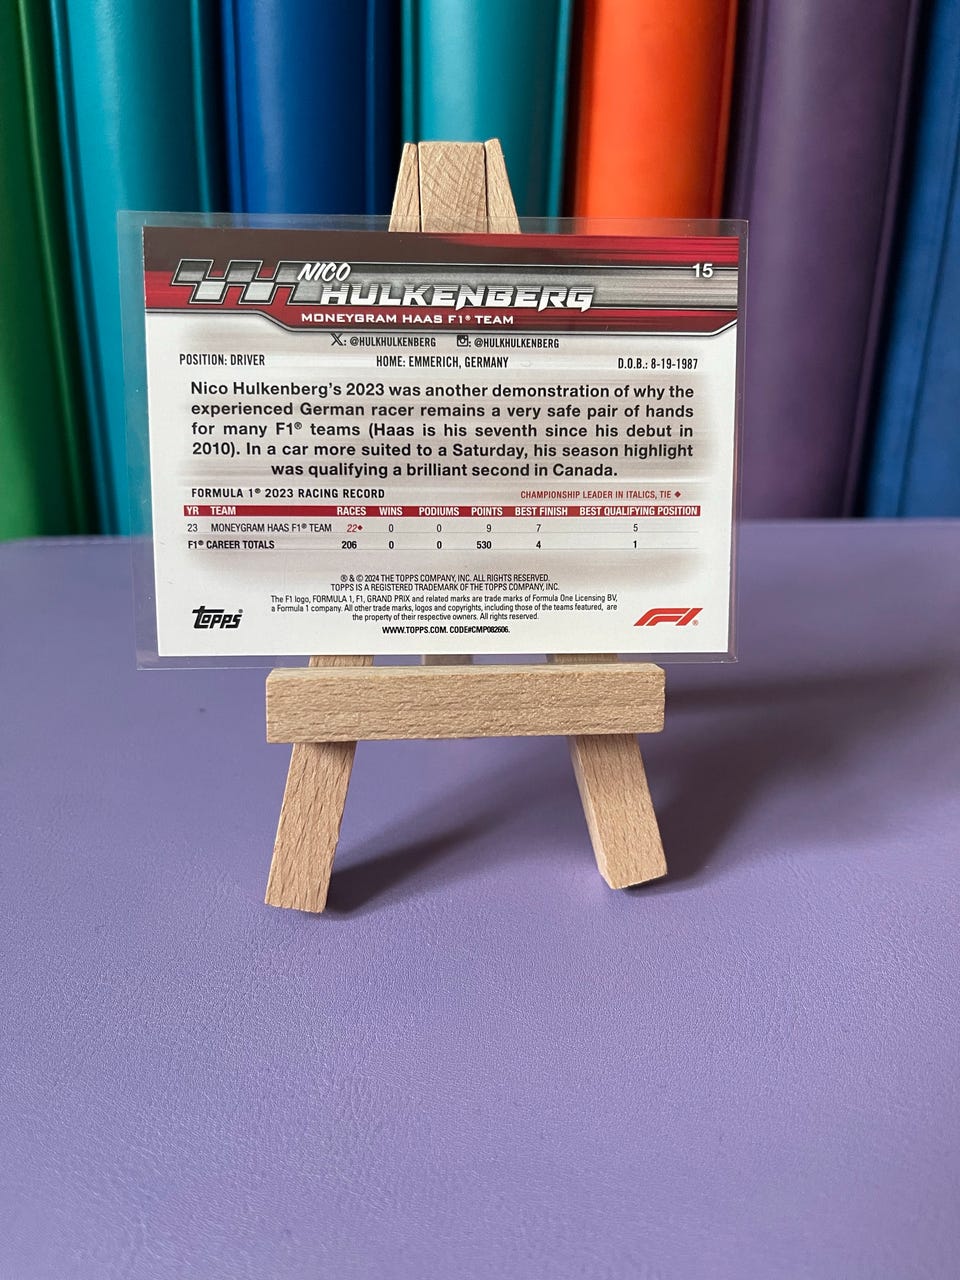 NICO
HULKENBERG
15
MONEYGRAM HAAS F1® TEAM
X: @HULKHULKENBERG : @HULKHULKENBERG
POSITION: DRIVER HOME: EMMERICH, GERMANY D.O.B.: 8-19-1987
Nico Hulkenberg's 2023 was another demonstration of why the
experienced German racer remains a very safe pair of hands
for many F1® teams (Haas is his seventh since his debut in
2010). In a car more suited to a Saturday, his season highlight
was qualifying a brilliant second in Canada.
FORMULA 1® 2023 RACING RECORD CHAMPIONSHIP LEADER IN ITALICS, TIE ◆
YR TEAM RACES WINS PODIUMS POINTS BEST FINISH BEST QUALIFYING POSITION
23 MONEYGRAM HAAS F1® TEAM 22◆ 0 0 9 7 5
F1® CAREER TOTALS 206 0 0 530 4 1
® & © 2024 THE TOPPS COMPANY, INC. ALL RIGHTS RESERVED.
TOPPS IS A REGISTERED TRADEMARK OF THE TOPPS COMPANY, INC.
The F1 logo, FORMULA 1, F1, GRAND PRIX and related marks are trade marks of Formula One Licensing BV,
a Formula 1 company. All other trade marks, logos and copyrights, including those of the teams featured, are
the property of their respective owners. All rights reserved.
WWW.TOPPS.COM. CODE#CMP082606.
TOPPS®
F1®